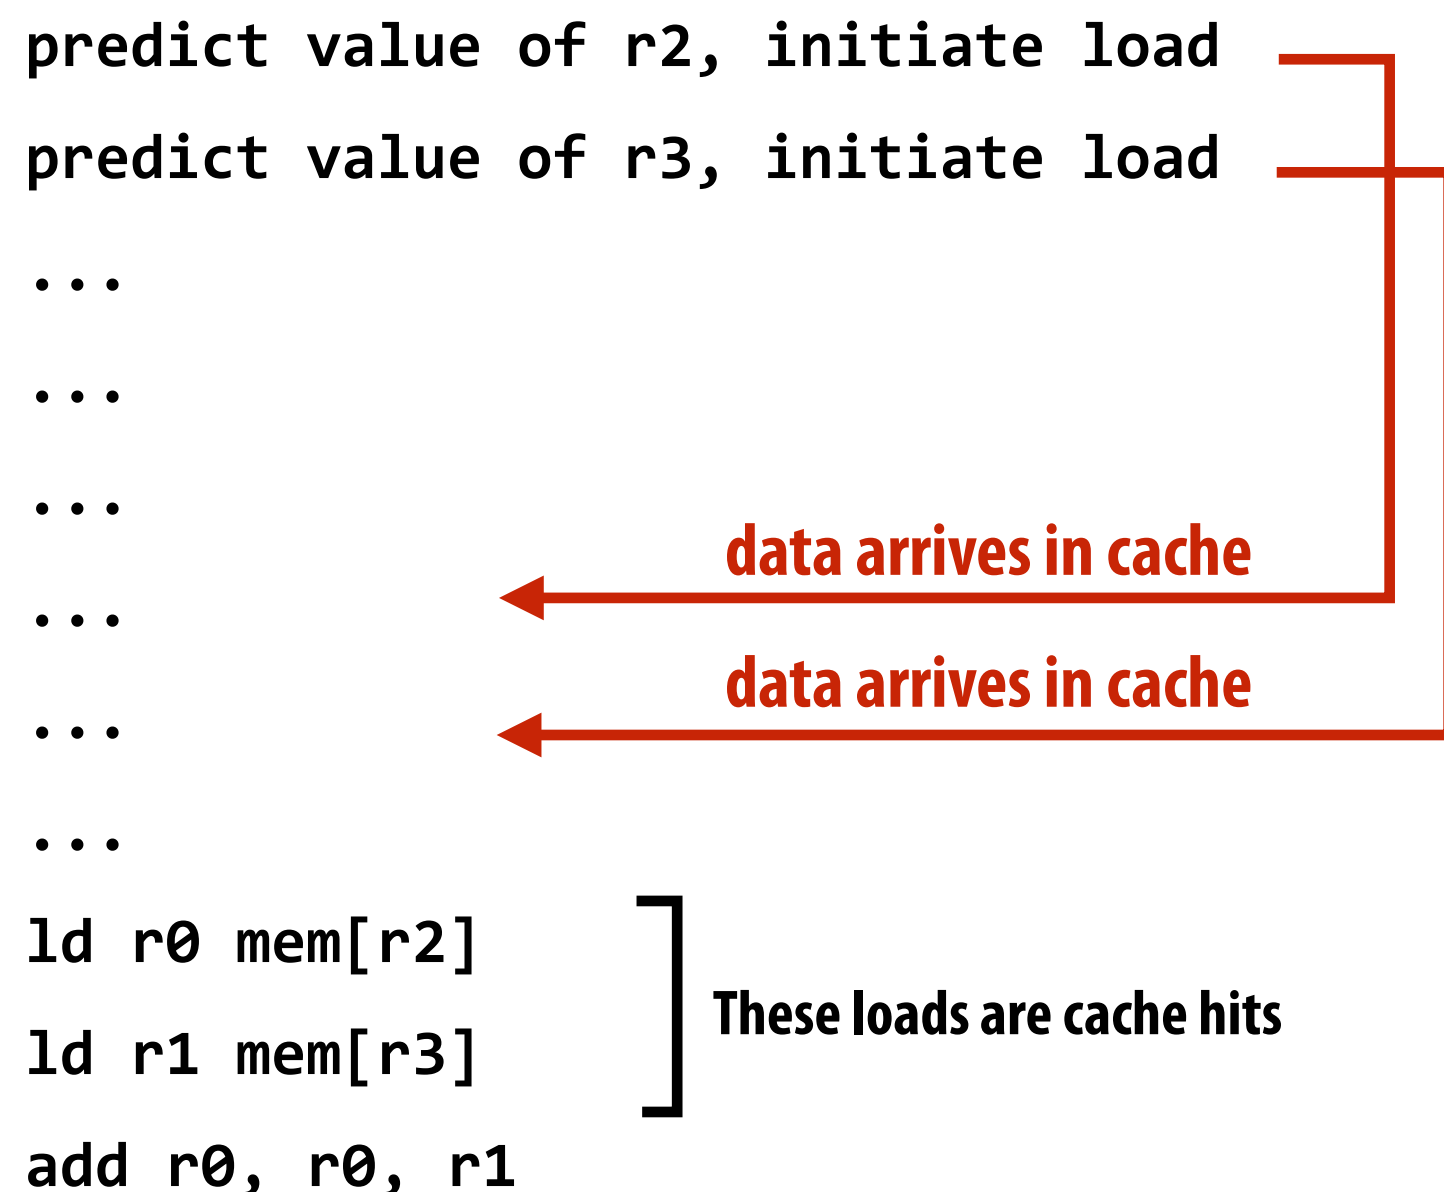 predict value of r2, initiate load
predict value of r3, initiate load
...
...
...
data arrives in cache
...
data arrives in cache
...
...
ld r0 mem[r2]
ld r1 mem[r3]
These loads are cache hits
add r0, r0, r1